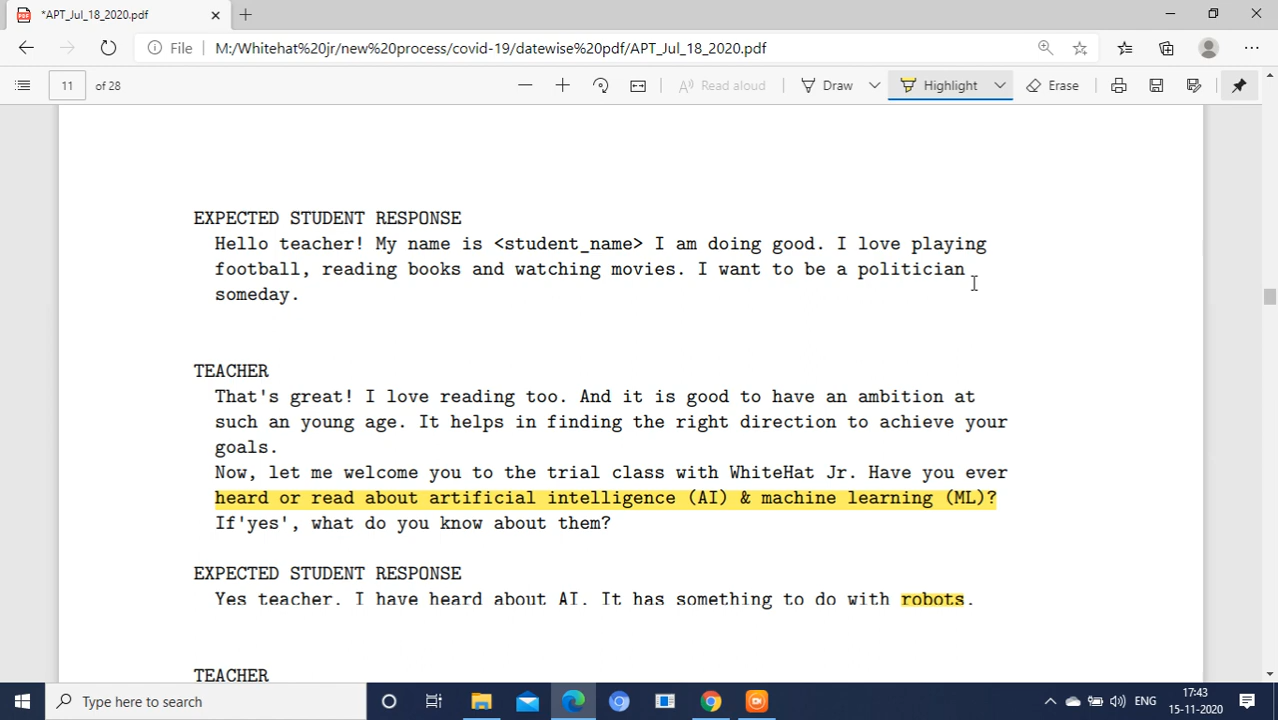 *APT_Jul_18_2020.pdf
File M:/Whitehat%20jr/new%20process/covid-19/datewise%20pdf/APT_Jul_18_2020.pdf
11 of 28 Read aloud Draw Highlight Erase
EXPECTED STUDENT RESPONSE
Hello teacher! My name is <student_name> I am doing good. I love playing
football, reading books and watching movies. I want to be a politician
someday.
TEACHER
That's great! I love reading too. And it is good to have an ambition at
such an young age. It helps in finding the right direction to achieve your
goals.
Now, let me welcome you to the trial class with WhiteHat Jr. Have you ever
heard or read about artificial intelligence (AI) & machine learning (ML)?
If'yes', what do you know about them?
EXPECTED STUDENT RESPONSE
Yes teacher. I have heard about AI. It has something to do with robots.
TEACHER
Type here to search ENG 17:43
15-11-2020